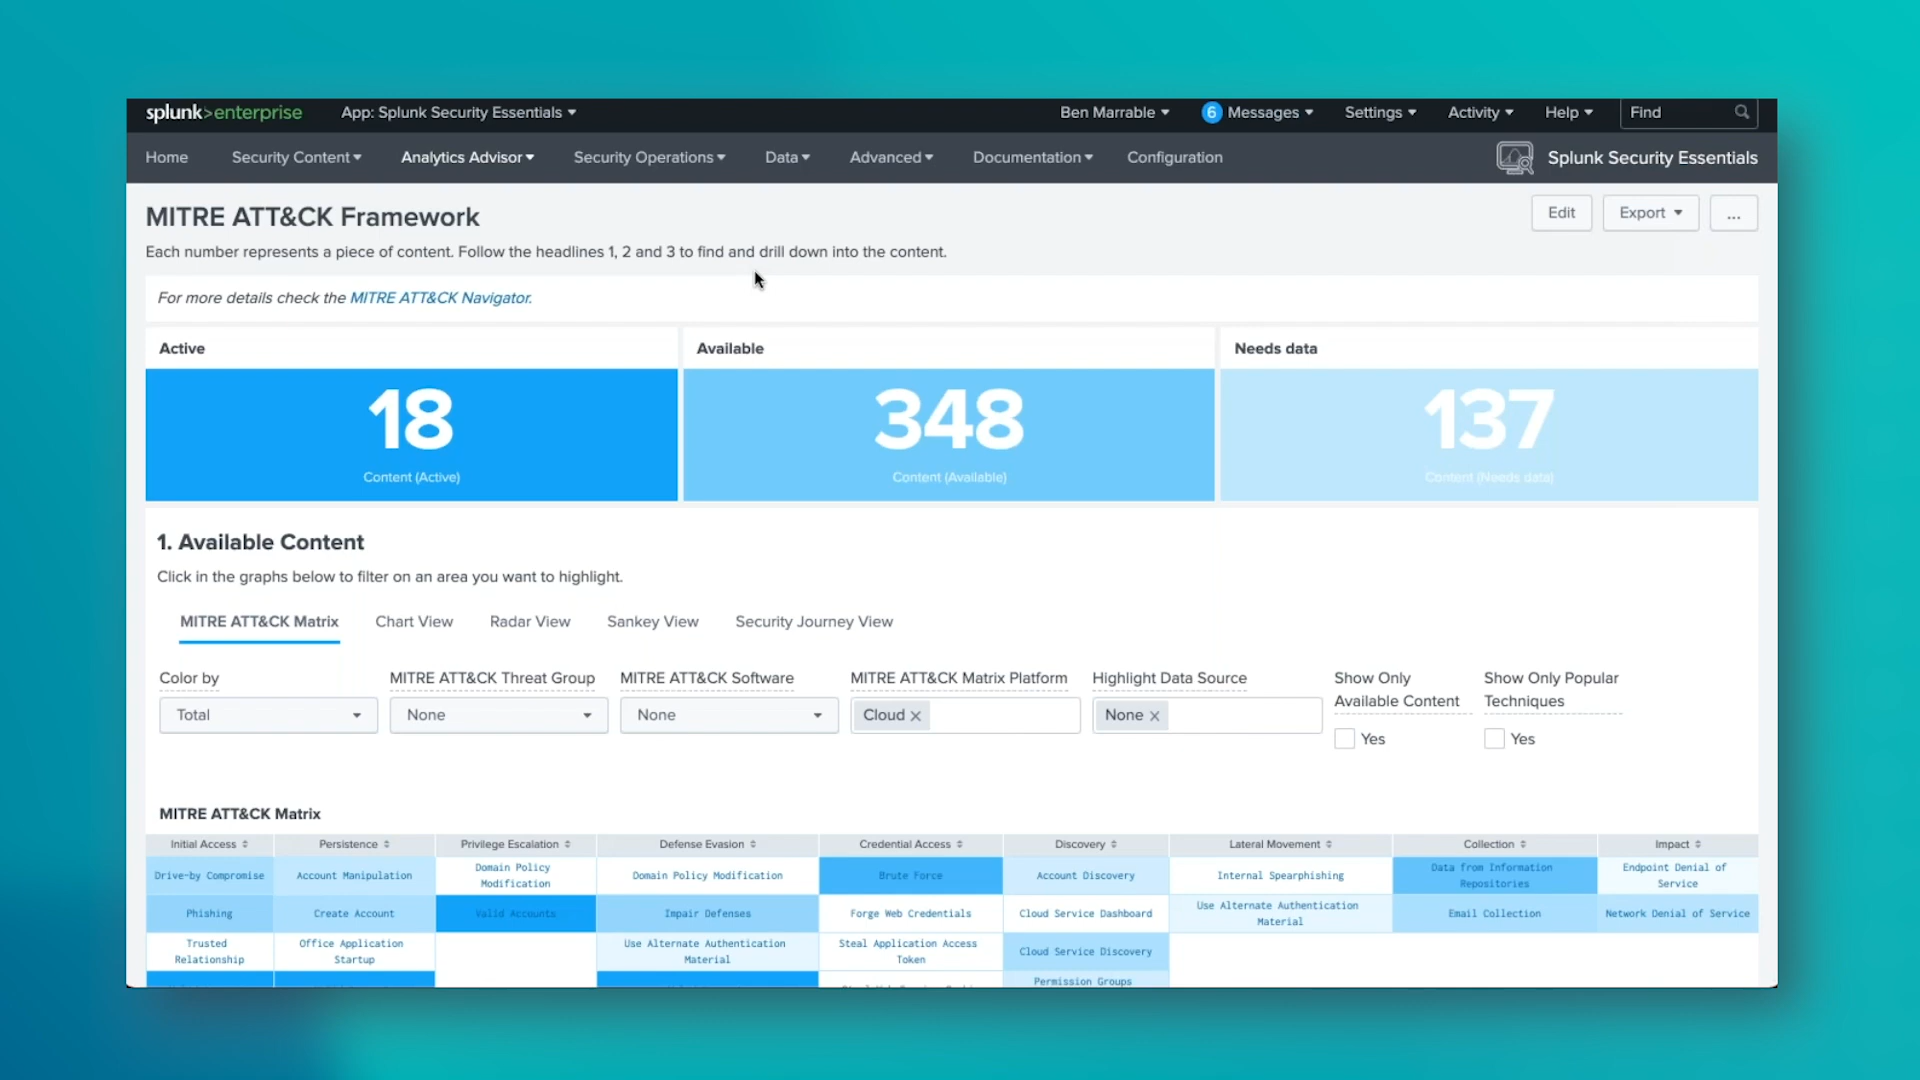 splunk>enterprise App: Splunk Security Essentials Ben Marrable 6 Messages Settings Activity Help Find
Home Security Content Analytics Advisor Security Operations Data Advanced Documentation Configuration Splunk Security Essentials
MITRE ATT&CK Framework
Edit Export ...
Each number represents a piece of content. Follow the headlines 1, 2 and 3 to find and drill down into the content.
For more details check the MITRE ATT&CK Navigator.
Active Available Needs data
18 348 137
Content (Active) Content (Available) Content (Needs data)
1. Available Content
Click in the graphs below to filter on an area you want to highlight.
MITRE ATT&CK Matrix Chart View Radar View Sankey View Security Journey View
Color by MITRE ATT&CK Threat Group MITRE ATT&CK Software MITRE ATT&CK Matrix Platform Highlight Data Source Show Only Available Content Show Only Popular Techniques
Total None None Cloud None Yes Yes
MITRE ATT&CK Matrix
Initial Access Persistence Privilege Escalation Defense Evasion Credential Access Discovery Lateral Movement Collection Impact
Drive-by Compromise Account Manipulation Domain Policy Modification Domain Policy Modification Brute Force Account Discovery Internal Spearphishing Data from Information Repositories Endpoint Denial of Service
Phishing Create Account Valid Accounts Impair Defenses Forge Web Credentials Cloud Service Dashboard Use Alternate Authentication Material Email Collection Network Denial of Service
Trusted Relationship Office Application Startup Use Alternate Authentication Material Steal Application Access Token Cloud Service Discovery
Permission Groups